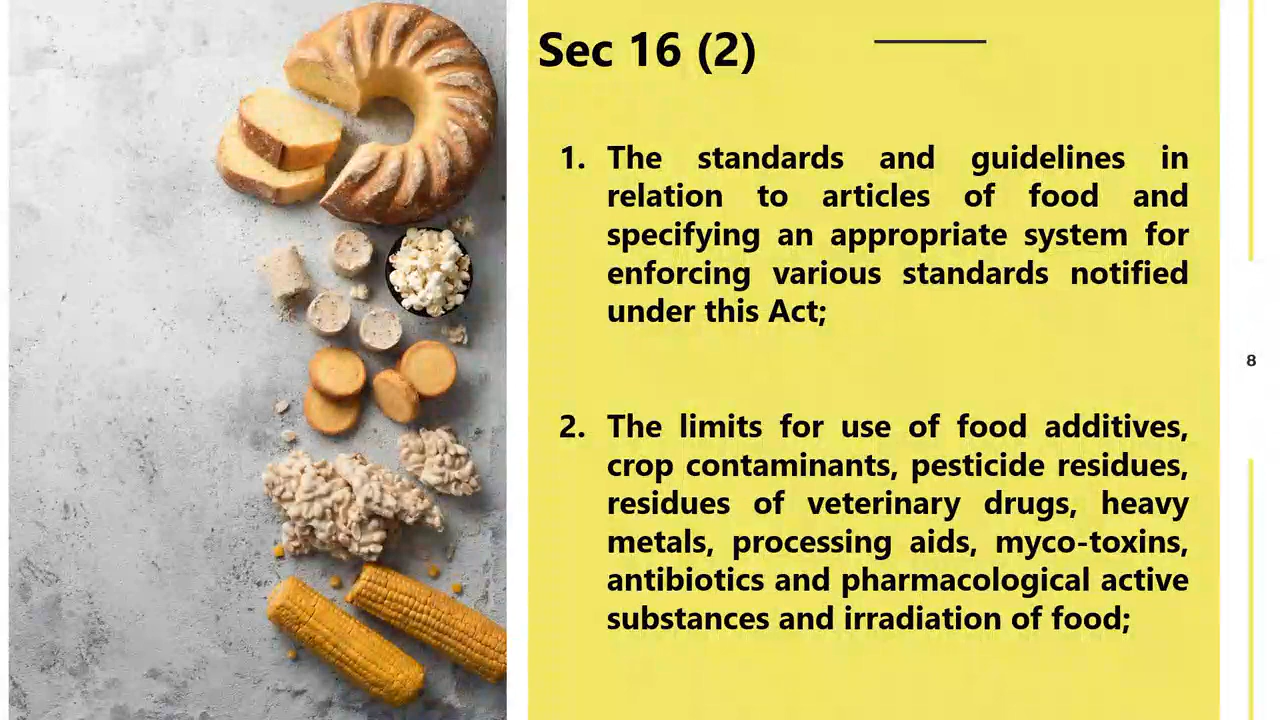 Sec 16 (2)
1. The standards and guidelines in
relation to articles of food and
specifying an appropriate system for
enforcing various standards notified
under this Act;
2. The limits for use of food additives,
crop contaminants, pesticide residues,
residues of veterinary drugs, heavy
metals, processing aids, myco-toxins,
antibiotics and pharmacological active
substances and irradiation of food;
8